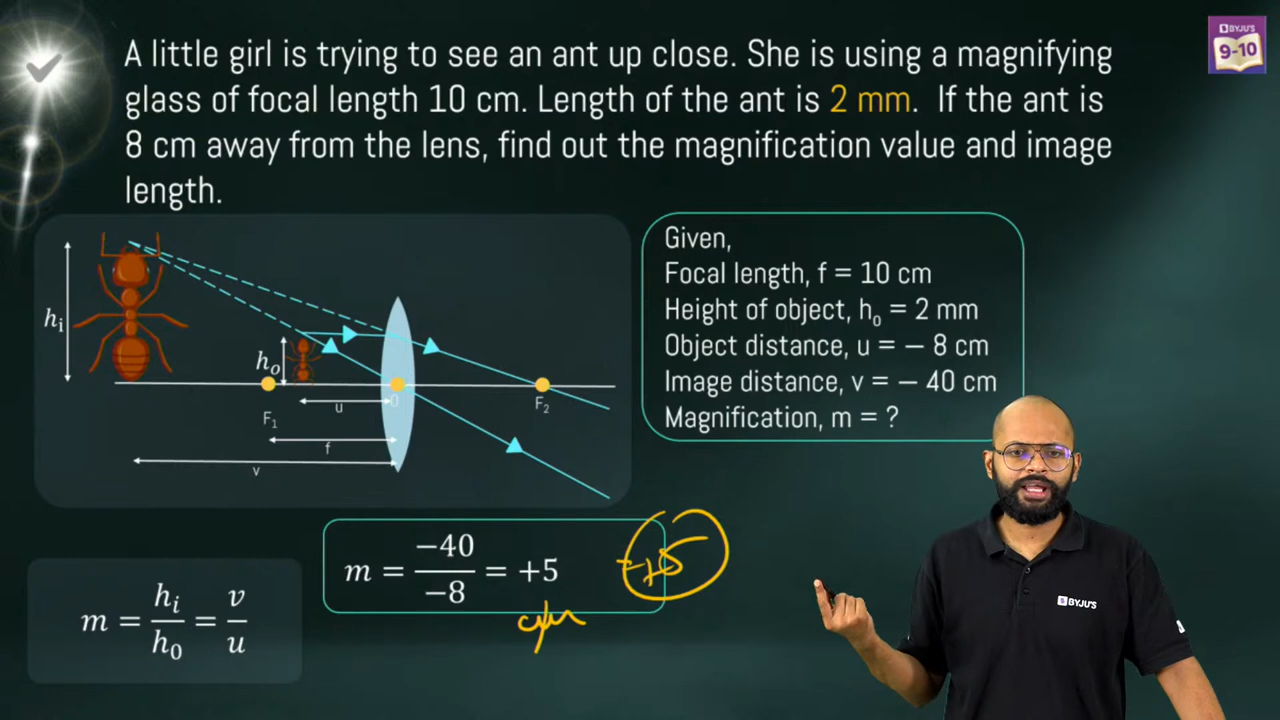 BYJU'S
9-10
A little girl is trying to see an ant up close. She is using a magnifying
glass of focal length 10 cm. Length of the ant is 2 mm. If the ant is
8 cm away from the lens, find out the magnification value and image
length.
hᵢ
h₀
F₁
O
F₂
u
f
v
Given,
Focal length, f = 10 cm
Height of object, h₀ = 2 mm
Object distance, u = – 8 cm
Image distance, v = – 40 cm
Magnification, m = ?
m = hᵢ/h₀ = v/u
m = −40/−8 = +5
+5
BYJU'S